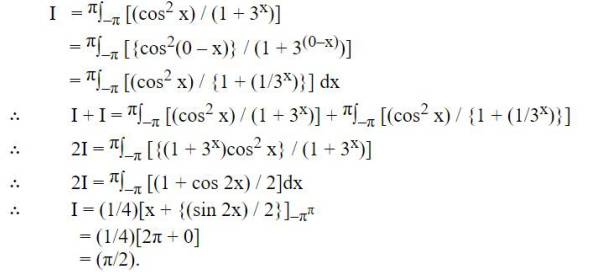 I = π∫₋π [(cos² x) / (1 + 3ˣ)]
= π∫₋π [{cos²(0 – x)} / (1 + 3⁽⁰⁻ˣ⁾)]
= π∫₋π [(cos² x) / {1 + (1/3ˣ)}] dx
∴ I + I = π∫₋π [(cos² x) / (1 + 3ˣ)] + π∫₋π [(cos² x) / {1 + (1/3ˣ)}]
∴ 2I = π∫₋π [{(1 + 3ˣ)cos² x} / (1 + 3ˣ)]
∴ 2I = π∫₋π [(1 + cos 2x) / 2]dx
∴ I = (1/4)[x + {(sin 2x) / 2}]₋ππ
= (1/4)[2π + 0]
= (π/2).